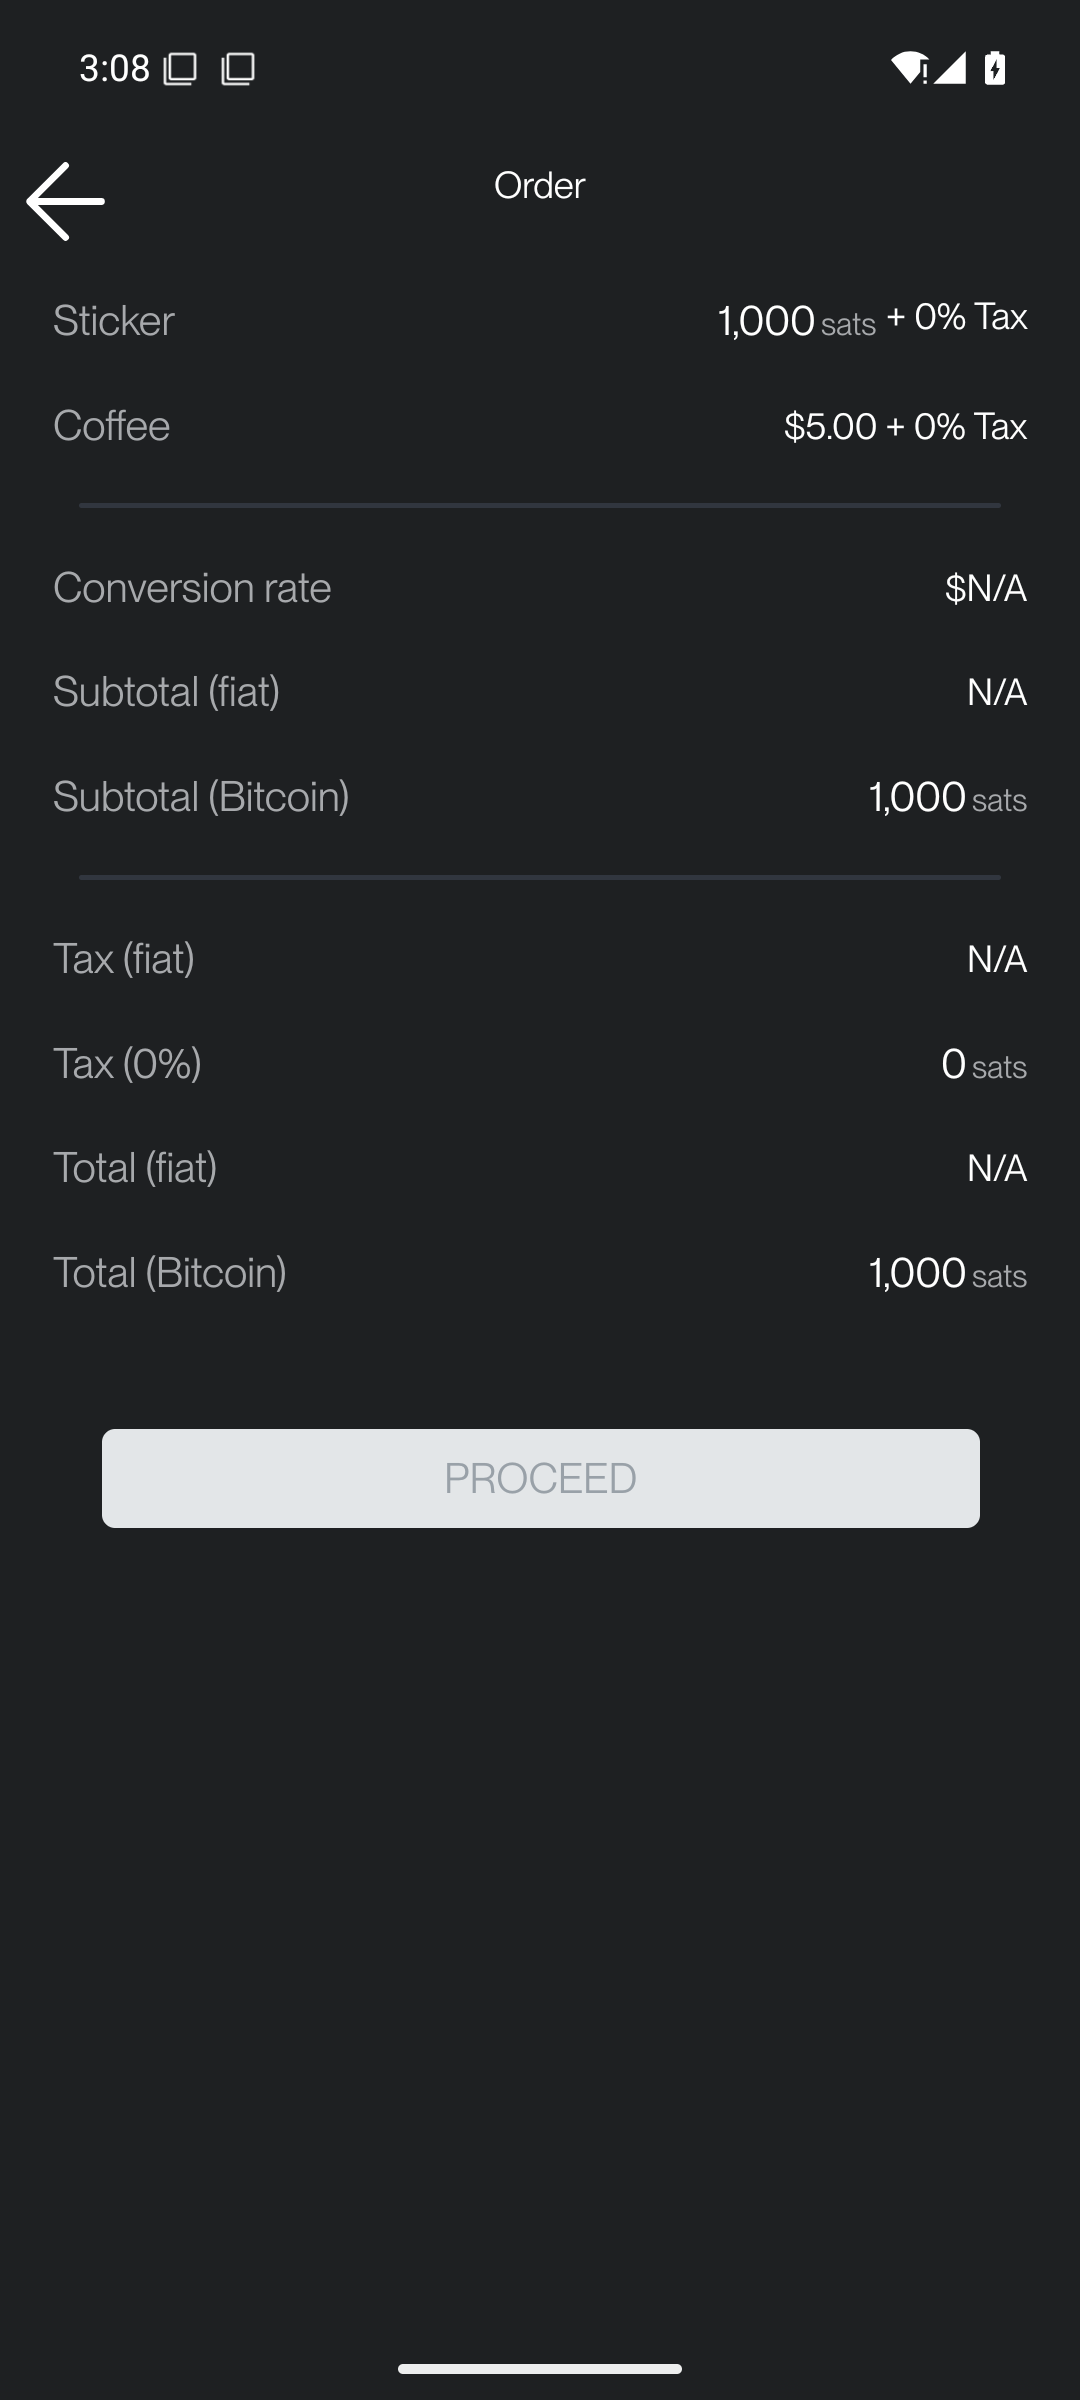 3:08
Order
Sticker 1,000 sats + 0% Tax
Coffee $5.00 + 0% Tax
Conversion rate $N/A
Subtotal (fiat) N/A
Subtotal (Bitcoin) 1,000 sats
Tax (fiat) N/A
Tax (0%) 0 sats
Total (fiat) N/A
Total (Bitcoin) 1,000 sats
PROCEED